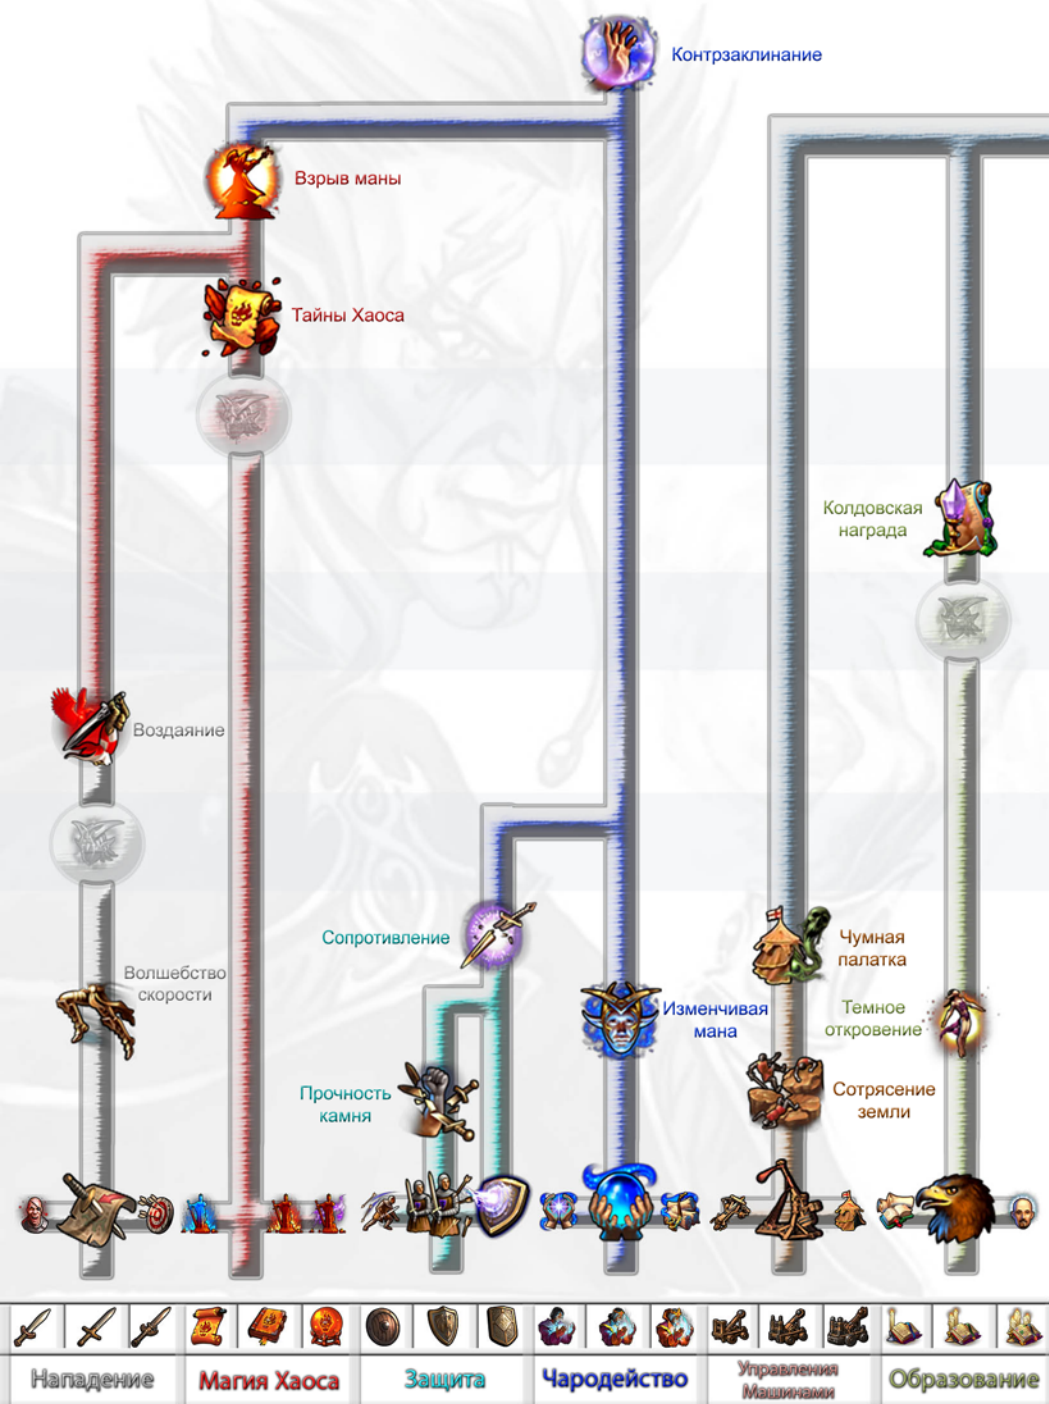 Контрзаклинание
Взрыв маны
Тайны Хаоса
Колдовская
награда
Воздаяние
Сопротивление
Чумная
палатка
Волшебство
скорости
Изменчивая
мана
Темное
откровение
Прочность
камня
Сотрясение
земли
Нападение
Магия Хаоса
Защита
Чародейство
Управления
Машинами
Образование